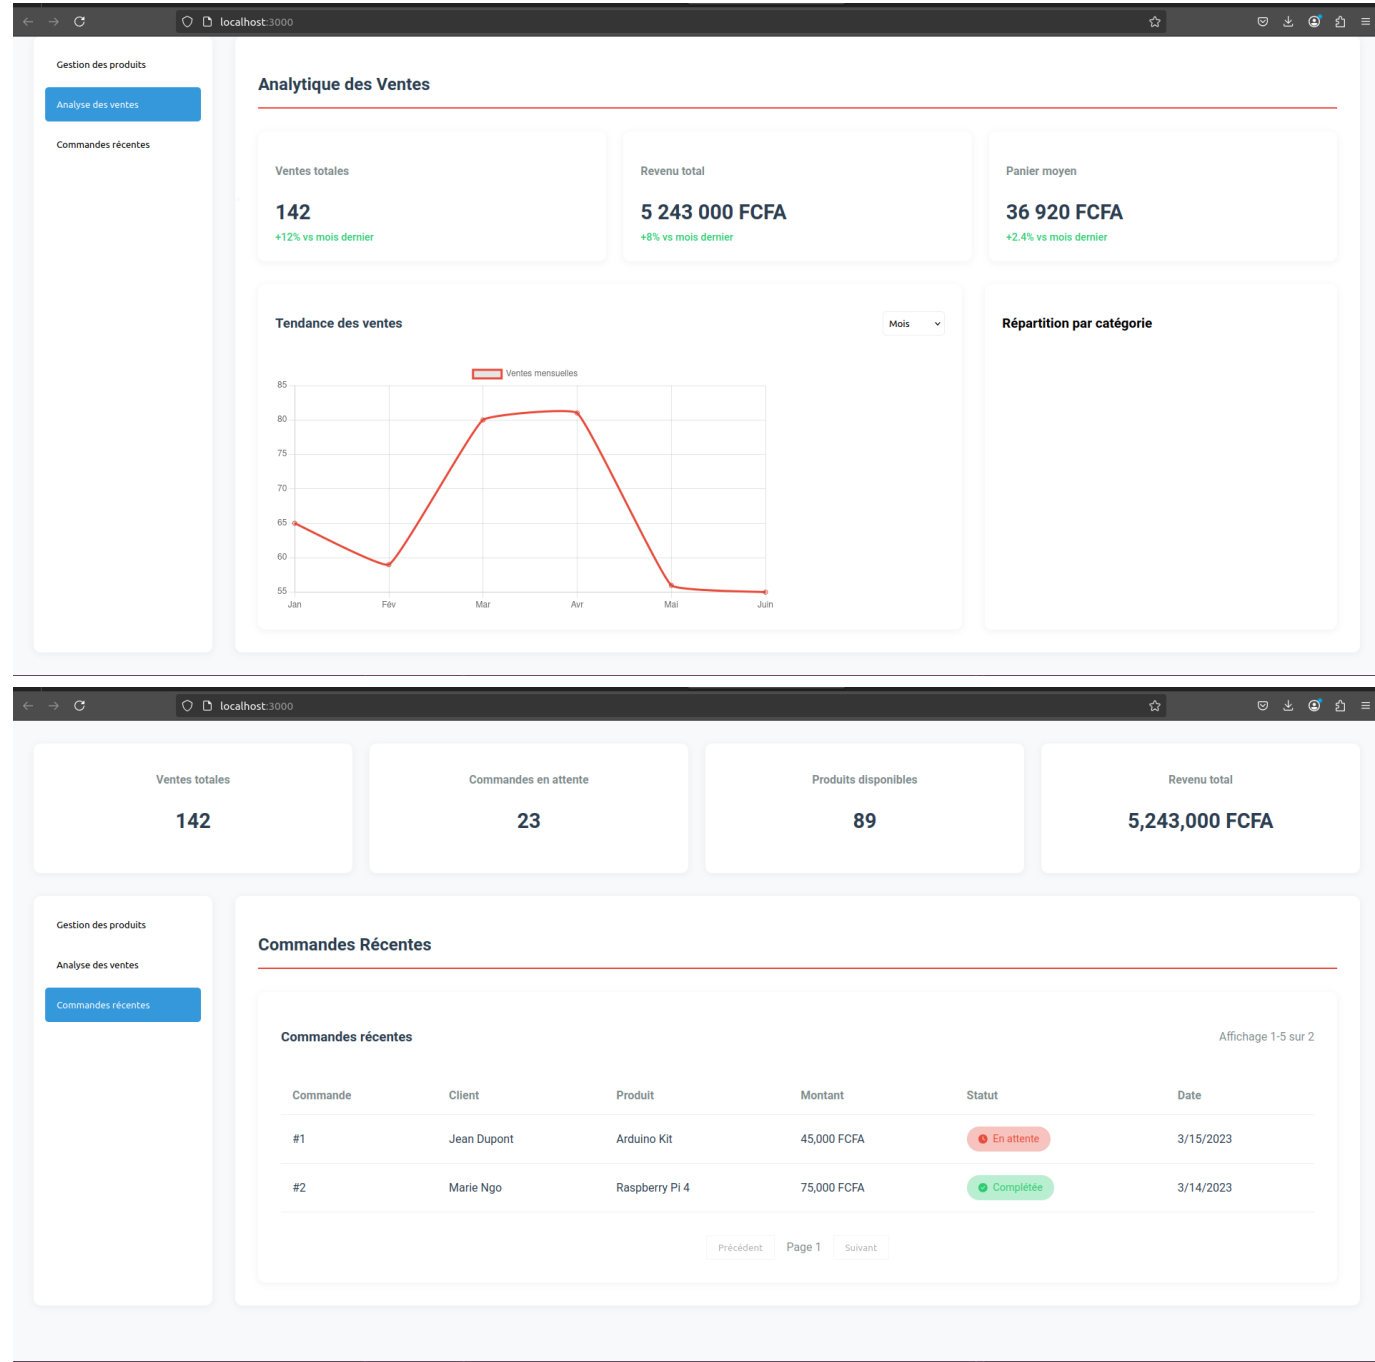 localhost:3000
Gestion des produits
Analyse des ventes
Commandes récentes
Analytique des Ventes
Ventes totales
142
+12% vs mois dernier
Revenu total
5 243 000 FCFA
+8% vs mois dernier
Panier moyen
36 920 FCFA
+2.4% vs mois dernier
Tendance des ventes
Mois
Ventes mensuelles
85
80
75
70
65
60
55
Jan Fév Mar Avr Mai Juin
Répartition par catégorie
localhost:3000
Ventes totales
142
Commandes en attente
23
Produits disponibles
89
Revenu total
5,243,000 FCFA
Gestion des produits
Analyse des ventes
Commandes récentes
Commandes Récentes
Commandes récentes
Affichage 1-5 sur 2
Commande Client Produit Montant Statut Date
#1 Jean Dupont Arduino Kit 45,000 FCFA En attente 3/15/2023
#2 Marie Ngo Raspberry Pi 4 75,000 FCFA Complétée 3/14/2023
Précédent Page 1 Suivant